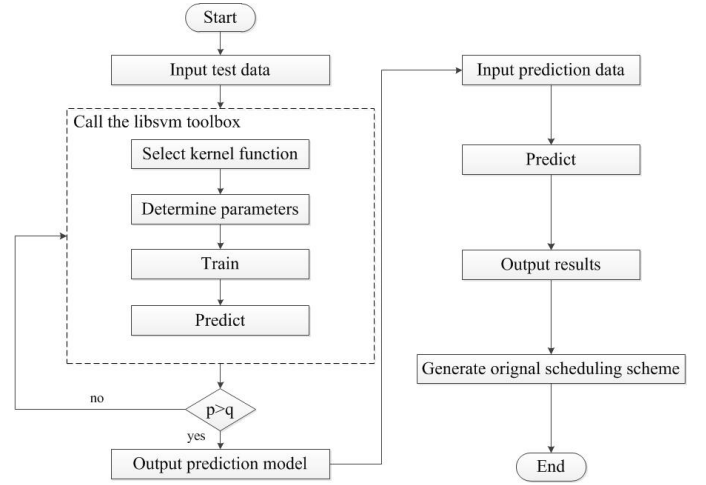 Start
Input test data
Call the libsvm toolbox
Select kernel function
Determine parameters
Train
Predict
no
p>q
yes
Output prediction model
Input prediction data
Predict
Output results
Generate orignal scheduling scheme
End